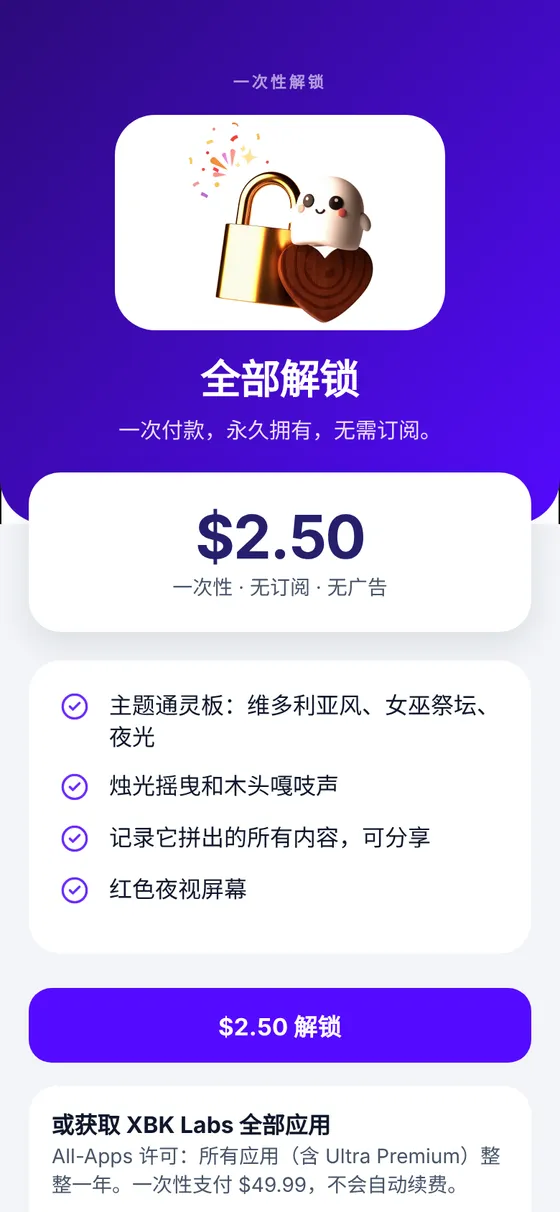 一次性解锁
全部解锁
一次付款，永久拥有，无需订阅。
$2.50
一次性 · 无订阅 · 无广告
主题通灵板：维多利亚风、女巫祭坛、
夜光
烛光摇曳和木头嘎吱声
记录它拼出的所有内容，可分享
红色夜视屏幕
$2.50 解锁
或获取 XBK Labs 全部应用
All-Apps 许可：所有应用（含 Ultra Premium）整
整一年。一次性支付 $49.99，不会自动续费。